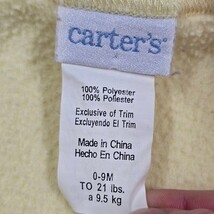 carter's
100% Polyester
100% Poliester
Exclusive of Trim
Excluyendo El Trim
Made in China
Hecho En China
0-9M
TO 21 lbs.
a 9.5 kg